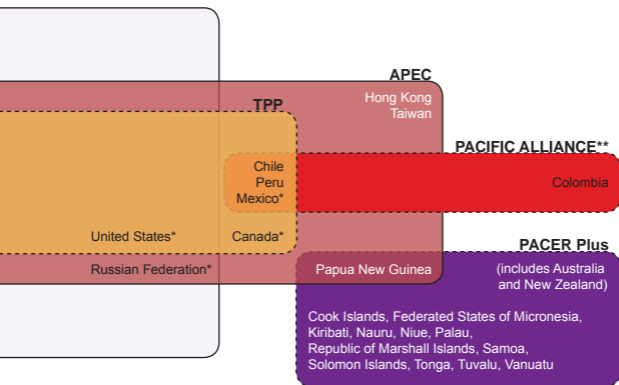 APEC
Hong Kong
Taiwan
TPP
PACIFIC ALLIANCE**
Chile
Peru
Mexico*
Colombia
United States*
Canada*
Russian Federation*
PACER Plus
Papua New Guinea
(includes Australia
and New Zealand)
Cook Islands, Federated States of Micronesia,
Kiribati, Nauru, Niue, Palau,
Republic of Marshall Islands, Samoa,
Solomon Islands, Tonga, Tuvalu, Vanuatu